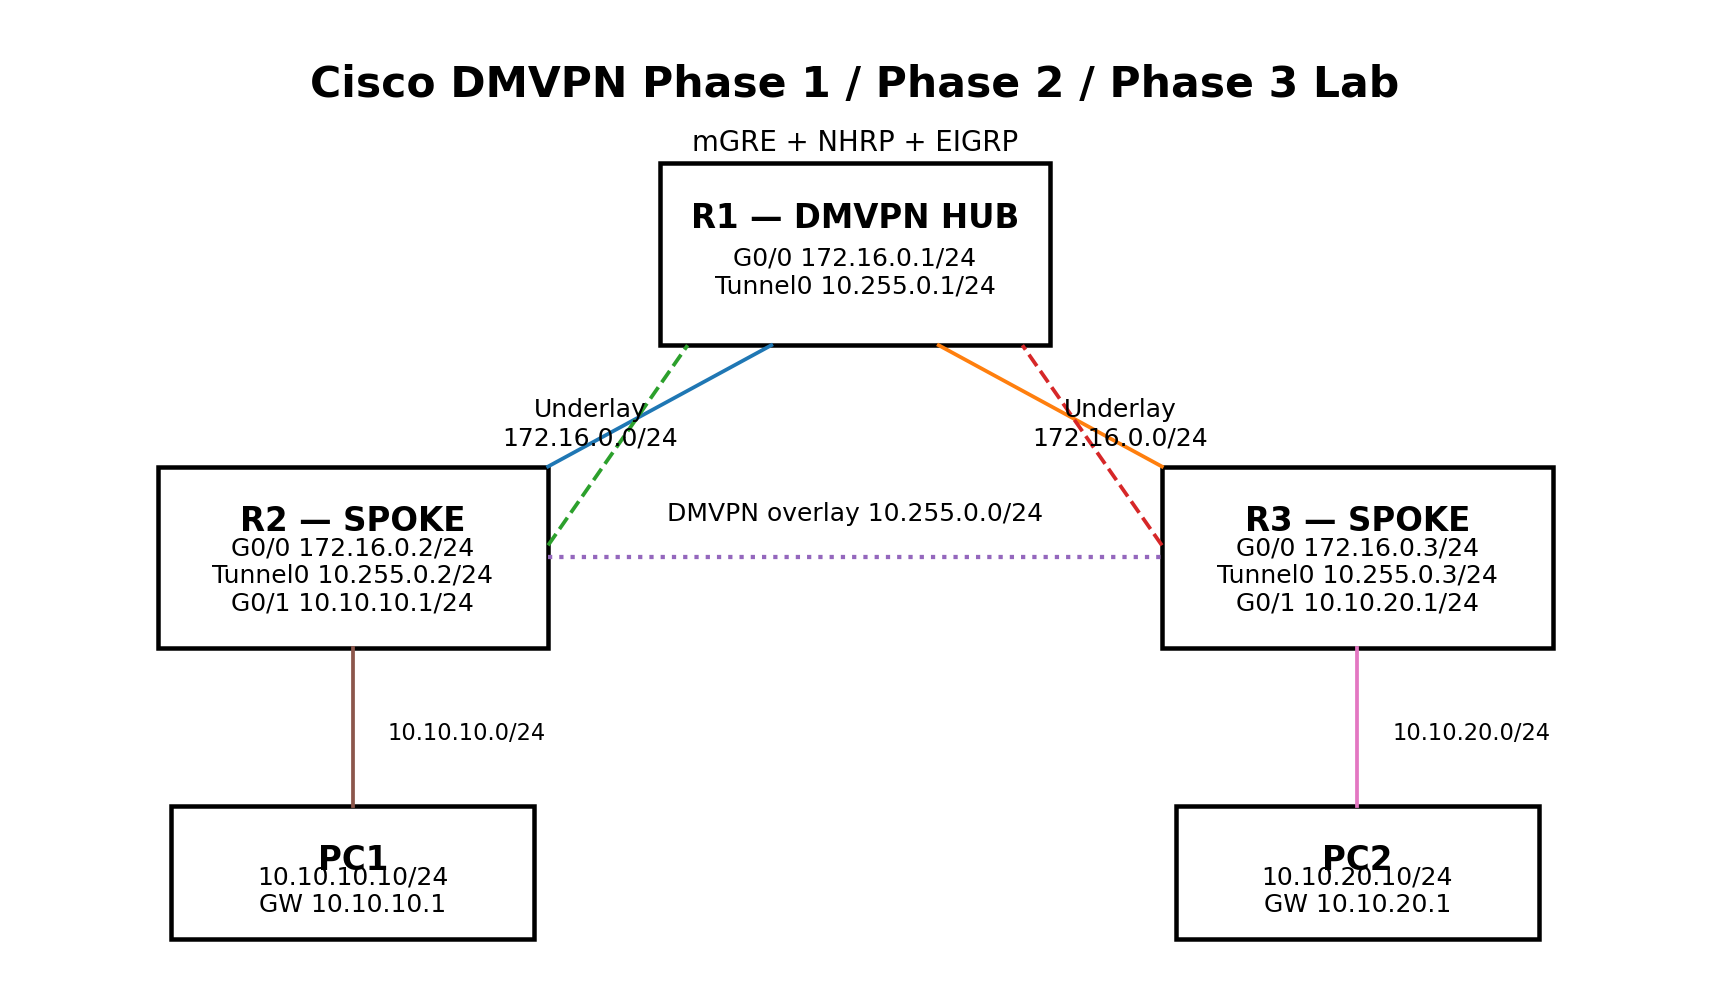 Cisco DMVPN Phase 1 / Phase 2 / Phase 3 Lab
mGRE + NHRP + EIGRP
R1 — DMVPN HUB
G0/0 172.16.0.1/24
Tunnel0 10.255.0.1/24
Underlay
172.16.0.0/24
Underlay
172.16.0.0/24
DMVPN overlay 10.255.0.0/24
R2 — SPOKE
G0/0 172.16.0.2/24
Tunnel0 10.255.0.2/24
G0/1 10.10.10.1/24
R3 — SPOKE
G0/0 172.16.0.3/24
Tunnel0 10.255.0.3/24
G0/1 10.10.20.1/24
10.10.10.0/24
10.10.20.0/24
PC1
10.10.10.10/24
GW 10.10.10.1
PC2
10.10.20.10/24
GW 10.10.20.1